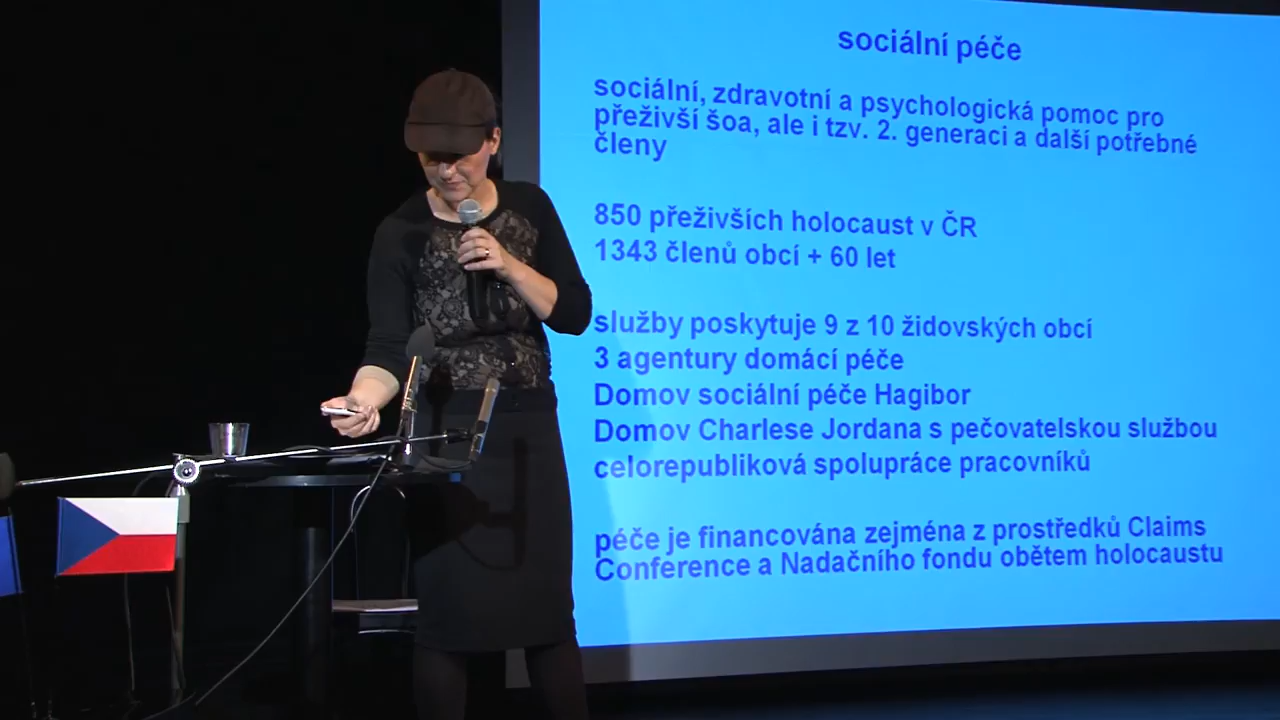 sociální péče
sociální, zdravotní a psychologická pomoc pro
přeživší šoa, ale i tzv. 2. generaci a další potřebné
členy
850 přeživších holocaust v ČR
1343 členů obcí + 60 let
služby poskytuje 9 z 10 židovských obcí
3 agentury domácí péče
Domov sociální péče Hagibor
Domov Charlese Jordana s pečovatelskou službou
celorepubliková spolupráce pracovníků
péče je financována zejména z prostředků Claims
Conference a Nadačního fondu obětem holocaustu